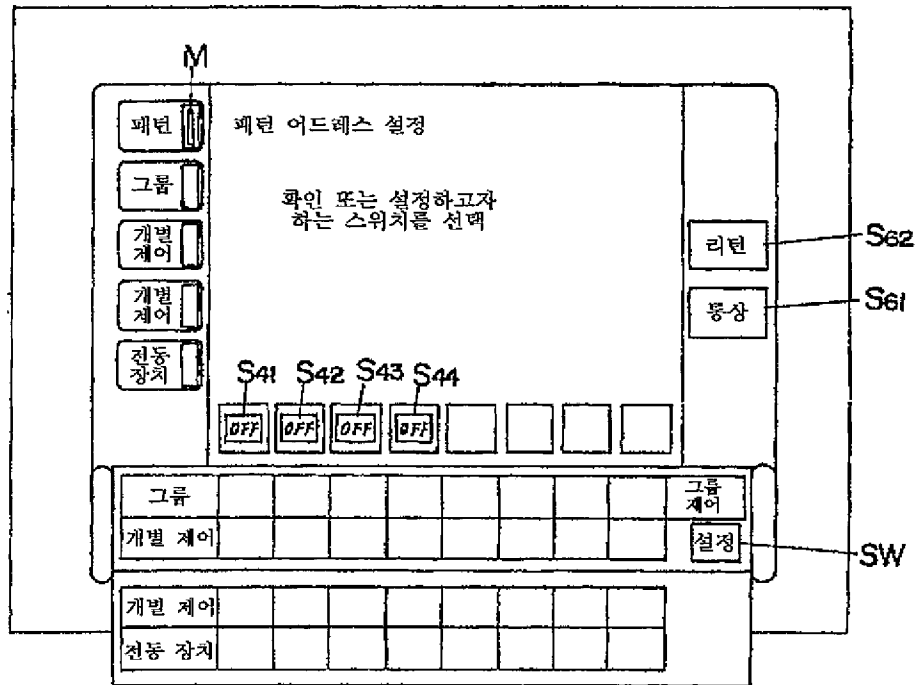 M
패턴
패턴 어드레스 설정
그룹
확인 또는 설정하고자
하는 스위치를 선택
개별
제어
리턴
S62
개별
제어
통상
S61
전동
장치
S41 S42 S43 S44
OFF OFF OFF OFF
그룹
그룹
제어
개별 제어
설정
SW
개별 제어
전동 장치